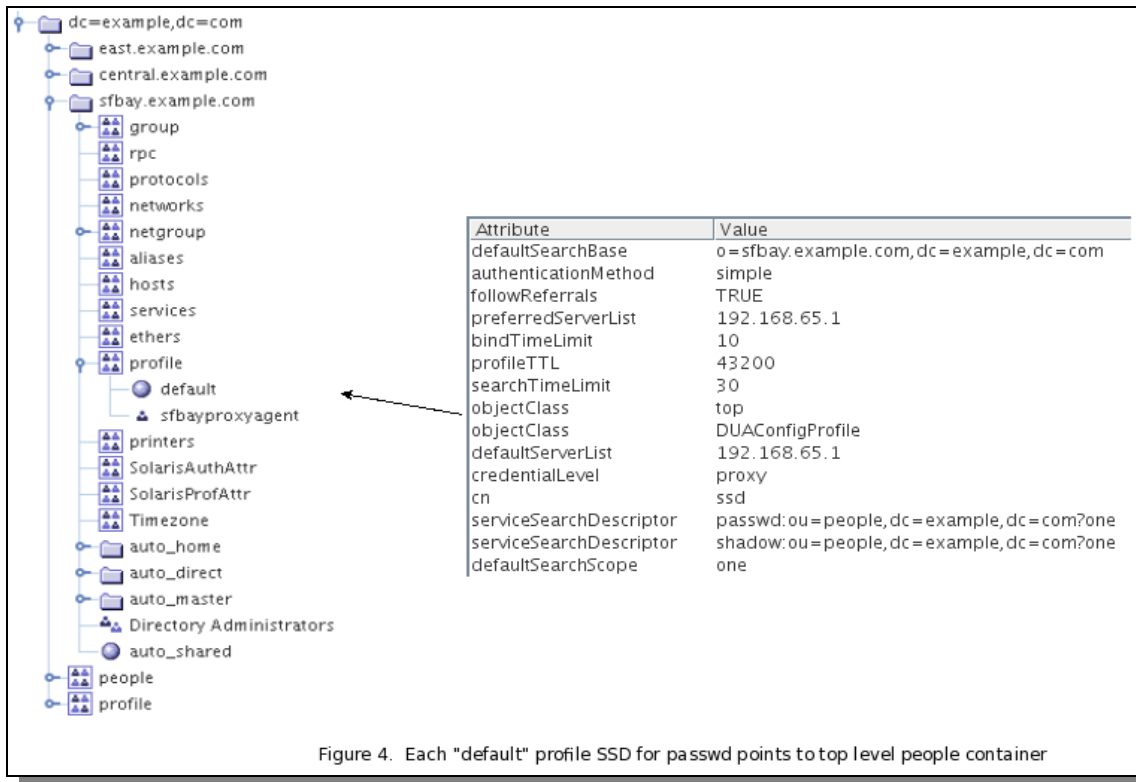 dc=example,dc=com
east.example.com
central.example.com
sfbay.example.com
group
rpc
protocols
networks
netgroup
aliases
hosts
services
ethers
profile
default
sfbayproxyagent
printers
SolarisAuthAttr
SolarisProfAttr
Timezone
auto_home
auto_direct
auto_master
Directory Administrators
auto_shared
people
profile
Attribute Value
defaultSearchBase o=sfbay.example.com,dc=example,dc=com
authenticationMethod simple
followReferrals TRUE
preferredServerList 192.168.65.1
bindTimeLimit 10
profileTTL 43200
searchTimeLimit 30
objectClass top
objectClass DUAConfigProfile
defaultServerList 192.168.65.1
credentialLevel proxy
cn ssd
serviceSearchDescriptor passwd:ou=people,dc=example,dc=com?one
serviceSearchDescriptor shadow:ou=people,dc=example,dc=com?one
defaultSearchScope one
Figure 4. Each "default" profile SSD for passwd points to top level people container